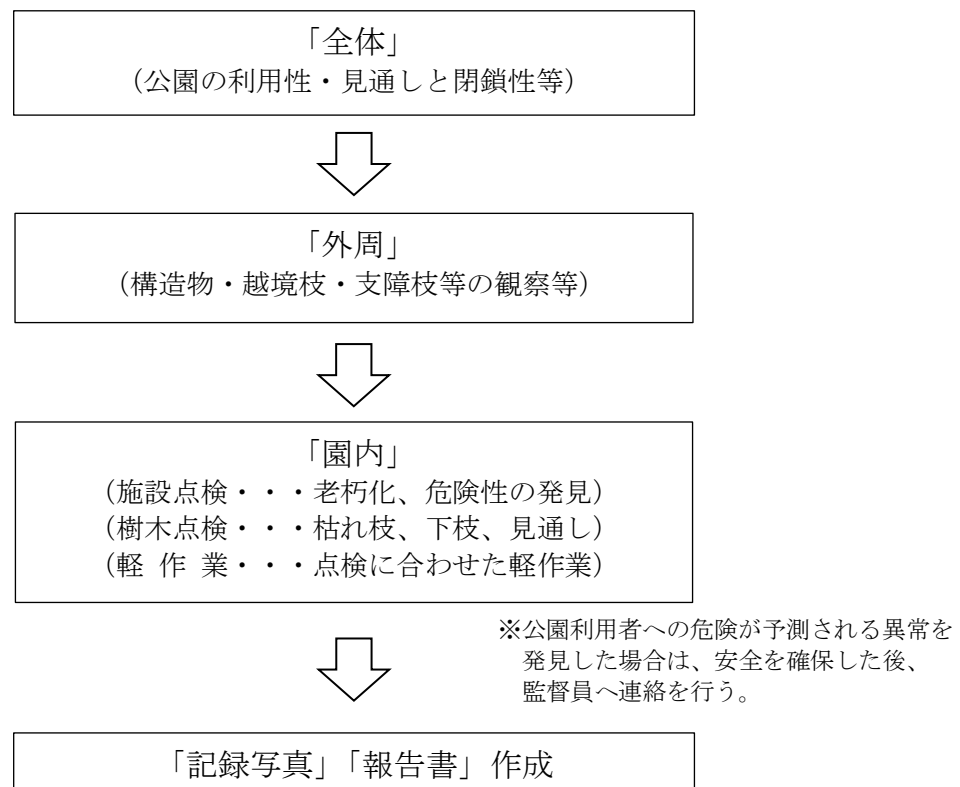 「全体」
（公園の利用性・見通しと閉鎖性等）
「外周」
（構造物・越境枝・支障枝等の観察等）
「園内」
（施設点検・・・老朽化、危険性の発見）
（樹木点検・・・枯れ枝、下枝、見通し）
（軽 作 業・・・点検に合わせた軽作業）
※公園利用者への危険が予測される異常を
発見した場合は、安全を確保した後、
監督員へ連絡を行う。
「記録写真」「報告書」作成